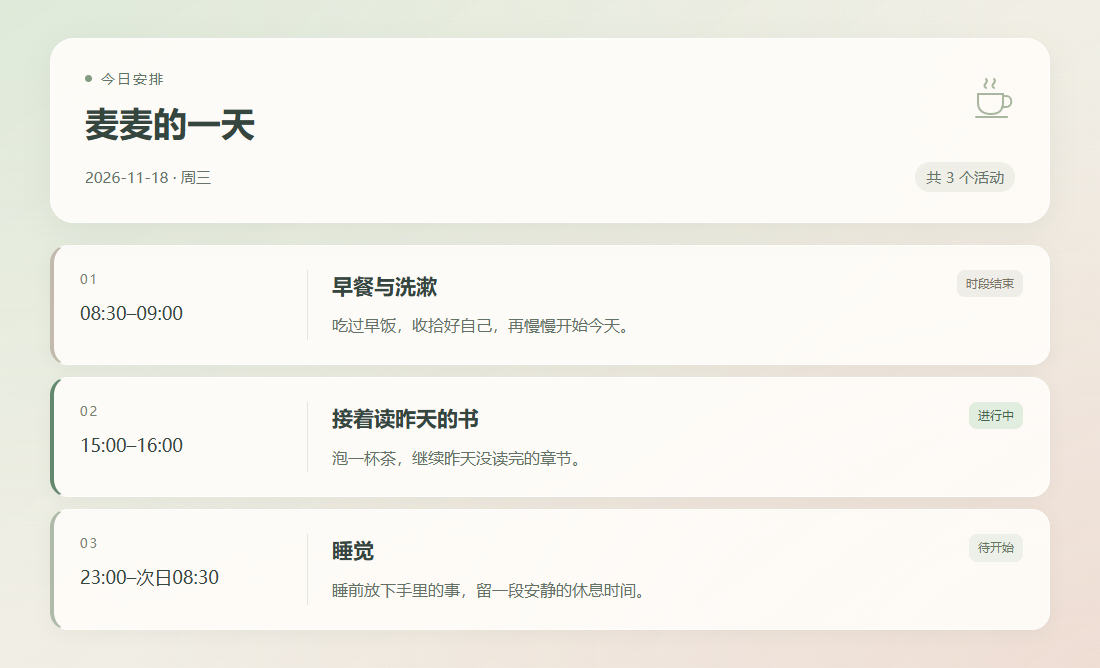 今日安排
麦麦的一天
2026-11-18 · 周三
共 3 个活动
01
08:30–09:00
早餐与洗漱
吃过早饭，收拾好自己，再慢慢开始今天。
时段结束
02
15:00–16:00
接着读昨天的书
泡一杯茶，继续昨天没读完的章节。
进行中
03
23:00–次日08:30
睡觉
睡前放下手里的事，留一段安静的休息时间。
待开始